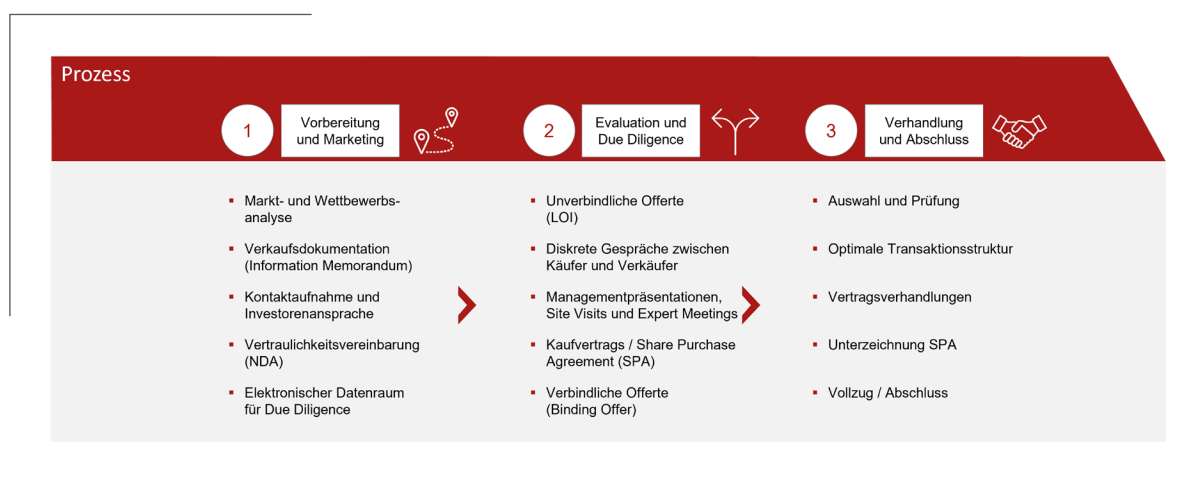 Prozess
1
Vorbereitung
und Marketing
2
Evaluation und
Due Diligence
3
Verhandlung
und Abschluss
▪ Markt- und Wettbewerbs-
analyse
▪ Verkaufsdokumentation
(Information Memorandum)
▪ Kontaktaufnahme und
Investorenansprache
▪ Vertraulichkeitsvereinbarung
(NDA)
▪ Elektronischer Datenraum
für Due Diligence
▪ Unverbindliche Offerte
(LOI)
▪ Diskrete Gespräche zwischen
Käufer und Verkäufer
▪ Managementpräsentationen,
Site Visits und Expert Meetings
▪ Kaufvertrags / Share Purchase
Agreement (SPA)
▪ Verbindliche Offerte
(Binding Offer)
▪ Auswahl und Prüfung
▪ Optimale Transaktionsstruktur
▪ Vertragsverhandlungen
▪ Unterzeichnung SPA
▪ Vollzug / Abschluss